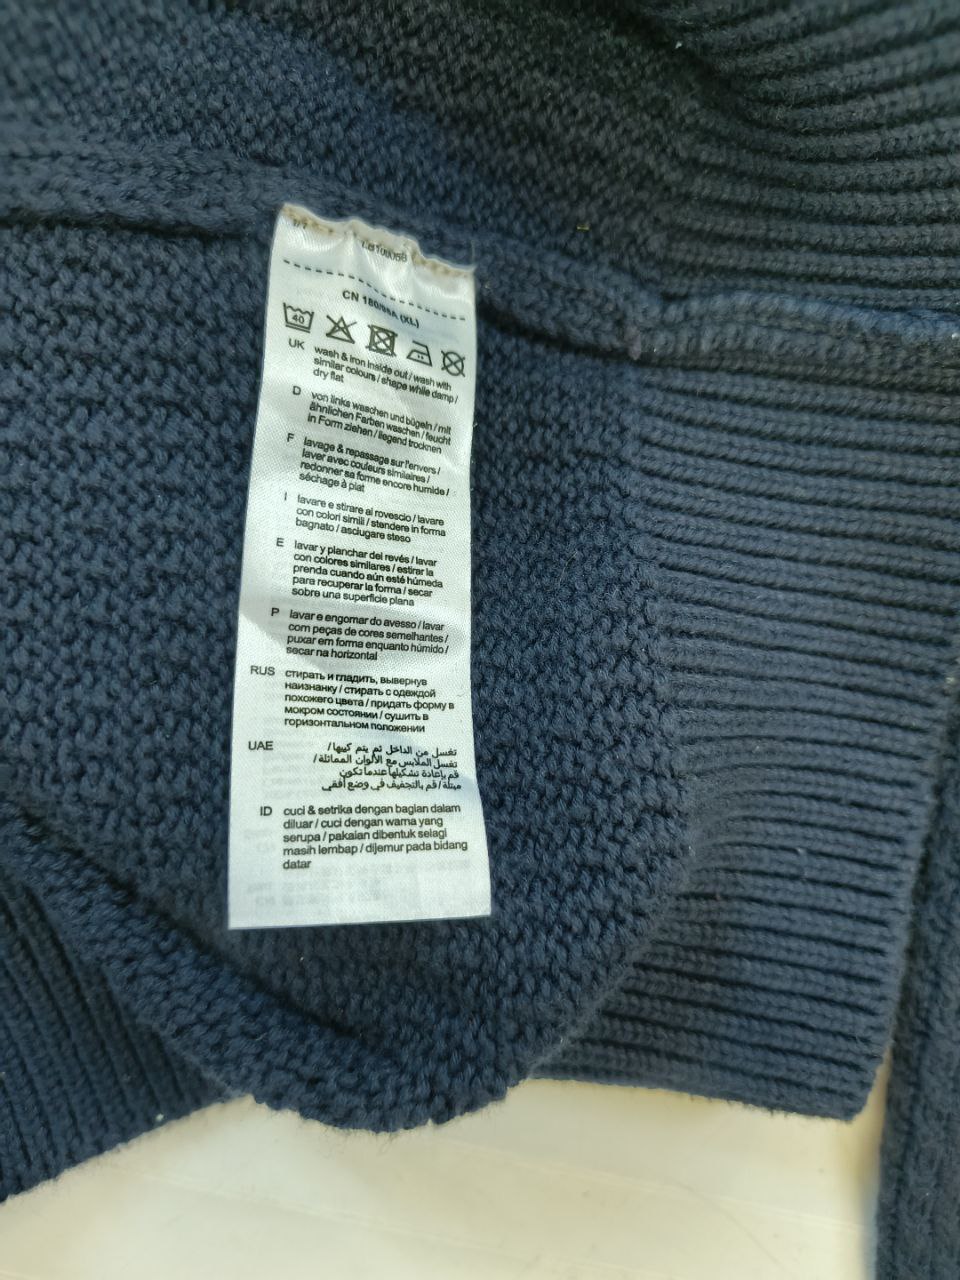 1/7
CN 180/96A (XL)
40
UK wash & iron inside out / wash with
similar colours / shape while damp /
dry flat
D von links waschen und bügeln / mit
ähnlichen Farben waschen / feucht
in Form ziehen / liegend trocknen
F lavage & repassage sur l'envers /
laver avec couleurs similaires /
redonner sa forme encore humide /
séchage à plat
I lavare e stirare al rovescio / lavare
con colori simili / stendere in forma
bagnato / asciugare steso
E lavar y planchar del revés / lavar
con colores similares / estirar la
prenda cuando aún esté húmeda
para recuperar la forma / secar
sobre una superficie plana
P lavar e engomar do avesso / lavar
com peças de cores semelhantes /
puxar em forma enquanto húmido /
secar na horizontal
RUS стирать и гладить, вывернув
наизнанку / стирать с одеждой
похожего цвета / придать форму в
мокром состоянии / сушить в
горизонтальном положении
UAE تغسل من الداخل ثم يتم كيها /
تغسل الملابس مع الألوان المماثلة /
قم بإعادة تشكيلها عندما تكون
مبتلة / قم بالتجفيف في وضع أفقي
ID cuci & setrika dengan bagian dalam
diluar / cuci dengan warna yang
serupa / pakaian dibentuk selagi
masih lembap / dijemur pada bidang
datar